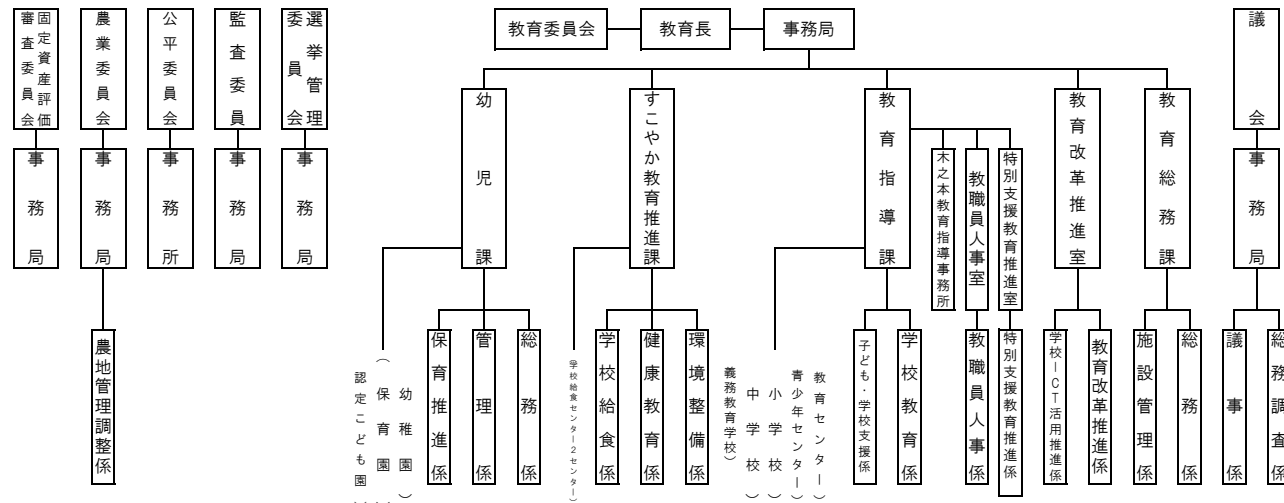 固定資産評価
審査委員会
農業委員会
公平委員会
監査委員
選挙管理
委員会
教育委員会
教育長
事務局
議会
事務局
事務局
事務所
事務局
事務局
幼児課
すこやか教育推進課
教育指導課
木之本教育指導事務所
教職員人事室
特別支援教育推進室
教育改革推進室
教育総務課
事務局
農地管理調整係
幼稚園
保育園
認定こども園
保育推進係
管理係
総務係
(学校給食センター2センター)
学校給食係
健康教育係
環境整備係
教育センター
青少年センター
小学校
中学校
義務教育学校
子ども・学校支援係
学校教育係
教職員人事係
特別支援教育推進係
学校ICT活用推進係
教育改革推進係
施設管理係
総務係
議事係
総務調査係